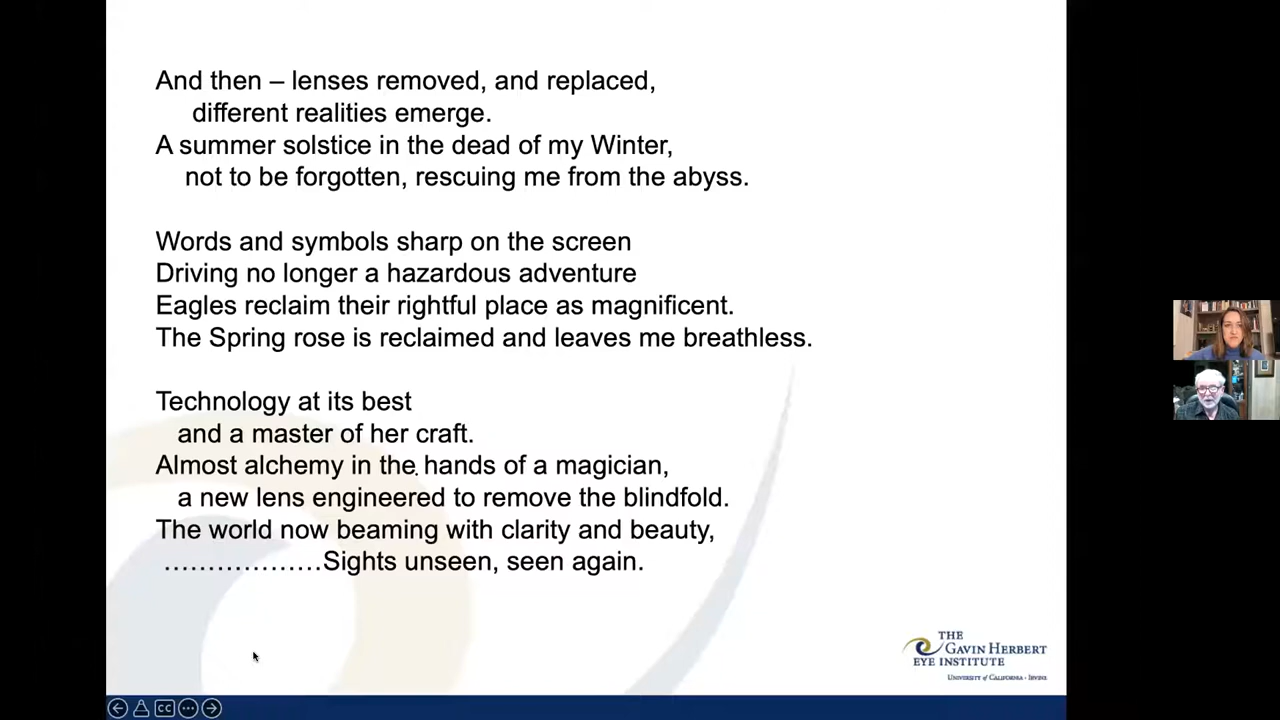 And then – lenses removed, and replaced,
different realities emerge.
A summer solstice in the dead of my Winter,
not to be forgotten, rescuing me from the abyss.
Words and symbols sharp on the screen
Driving no longer a hazardous adventure
Eagles reclaim their rightful place as magnificent.
The Spring rose is reclaimed and leaves me breathless.
Technology at its best
and a master of her craft.
Almost alchemy in the hands of a magician,
a new lens engineered to remove the blindfold.
The world now beaming with clarity and beauty,
………………Sights unseen, seen again.
THE
GAVIN HERBERT
EYE INSTITUTE
UNIVERSITY of CALIFORNIA • IRVINE
CC